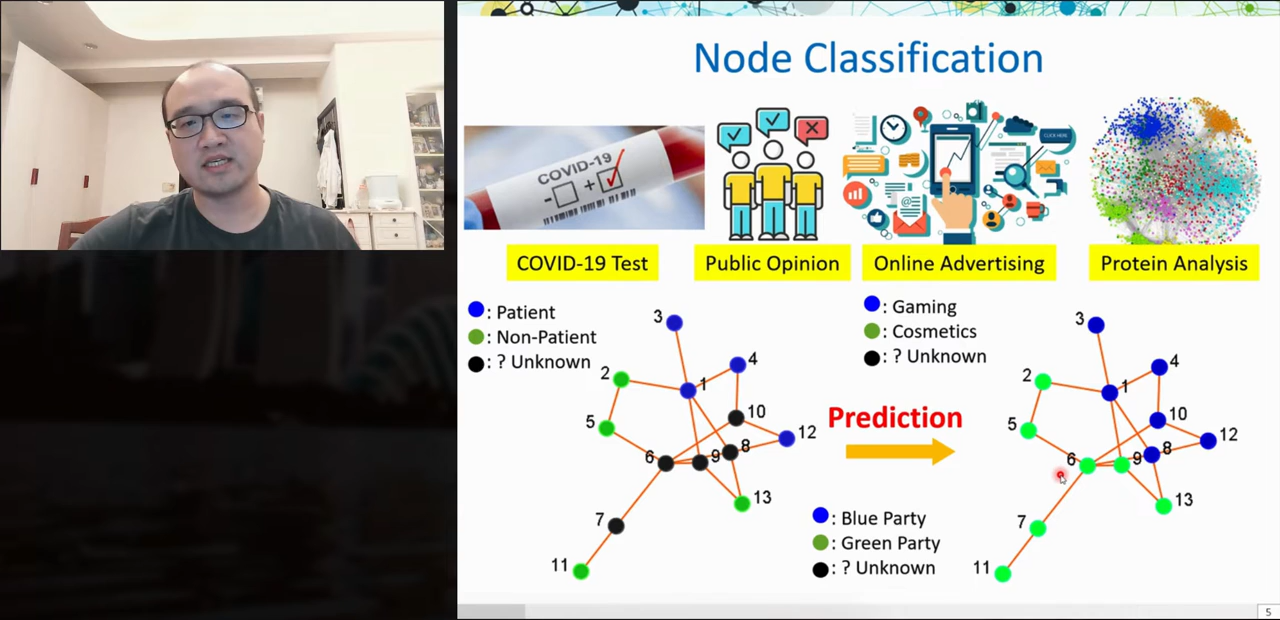 Node Classification
COVID-19
- +
CLICK HERE
COVID-19 Test
Public Opinion
Online Advertising
Protein Analysis
: Patient
: Non-Patient
: ? Unknown
: Gaming
: Cosmetics
: ? Unknown
3
2
1
4
5
10
12
6
9
8
13
7
11
Prediction
: Blue Party
: Green Party
: ? Unknown
3
2
1
4
5
10
12
6
9
8
13
7
11
5